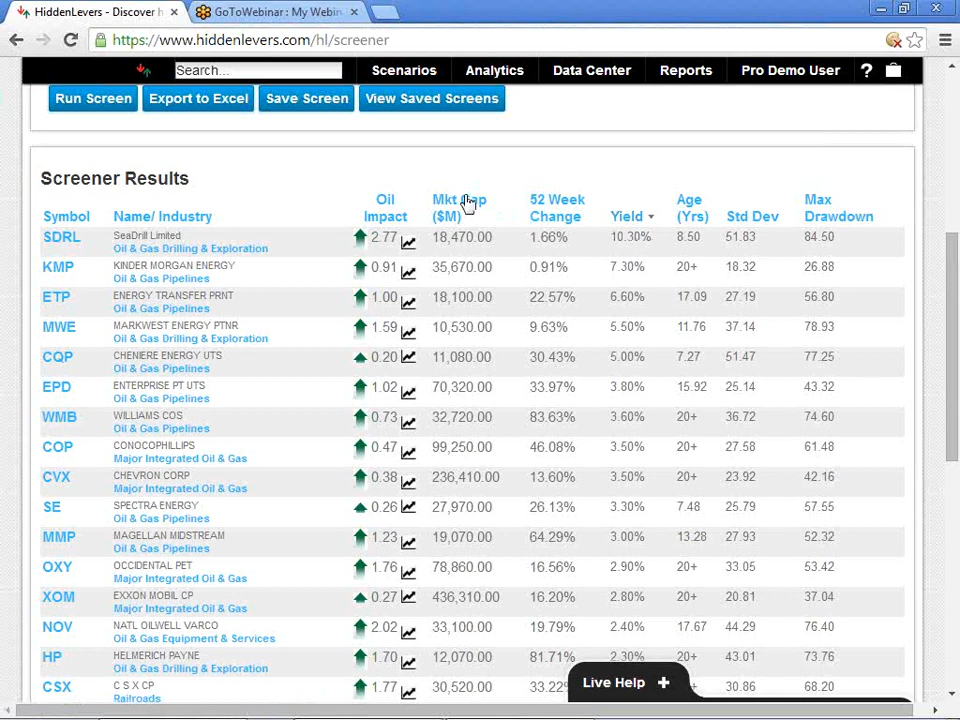 HiddenLevers - Descriptive h
GoToWebinar : My Webin
https://www.hiddenlevers.com/hl/screener
Search...
Scenarios
Analytics
Data Center
Reports
Pro Demo User
?
Run Screen
Export to Excel
Save Screen
View Saved Screens
Screener Results
Symbol Name/ Industry Oil Impact Mkt Cap ($M) 52 Week Change Yield Age (Yrs) Std Dev Max Drawdown
SDRL SeaDrill Limited 2.77 18,470.00 1.66% 10.30% 8.50 51.83 84.50
Oil & Gas Drilling & Exploration
KMP KINDER MORGAN ENERGY 0.91 35,670.00 0.91% 7.30% 20+ 18.32 26.88
Oil & Gas Pipelines
ETP ENERGY TRANSFER PRNT 1.00 18,100.00 22.57% 6.60% 17.09 27.19 56.80
Oil & Gas Pipelines
MWE MARKWEST ENERGY PTNR 1.59 10,530.00 9.63% 5.50% 11.76 37.14 78.93
Oil & Gas Drilling & Exploration
CQP CHENIERE ENERGY UTS 0.20 11,080.00 30.43% 5.00% 7.27 51.47 77.25
Oil & Gas Pipelines
EPD ENTERPRISE PT UTS 1.02 70,320.00 33.97% 3.80% 15.92 25.14 43.32
Oil & Gas Pipelines
WMB WILLIAMS COS 0.73 32,720.00 83.63% 3.60% 20+ 36.72 74.60
Oil & Gas Pipelines
COP CONOCOPHILLIPS 0.47 99,250.00 46.08% 3.50% 20+ 27.58 61.48
Major Integrated Oil & Gas
CVX CHEVRON CORP 0.38 236,410.00 13.60% 3.50% 20+ 23.92 42.16
Major Integrated Oil & Gas
SE SPECTRA ENERGY 0.26 27,970.00 26.13% 3.30% 7.48 25.79 57.55
Oil & Gas Pipelines
MMP MAGELLAN MIDSTREAM 1.23 19,070.00 64.29% 3.00% 13.28 27.93 52.32
Oil & Gas Pipelines
OXY OCCIDENTAL PET 1.76 78,860.00 16.56% 2.90% 20+ 33.05 53.42
Major Integrated Oil & Gas
XOM EXXON MOBIL CP 0.27 436,310.00 16.20% 2.80% 20+ 20.81 37.04
Major Integrated Oil & Gas
NOV NATL OILWELL VARCO 2.02 33,100.00 19.79% 2.40% 17.67 44.29 76.40
Oil & Gas Equipment & Services
HP HELMERICH PAYNE 1.70 12,070.00 81.71% 2.30% 20+ 43.01 73.76
Oil & Gas Drilling & Exploration
CSX C S X CP 1.77 30,520.00 33.22% 30.86 68.20
Railroads
Live Help +